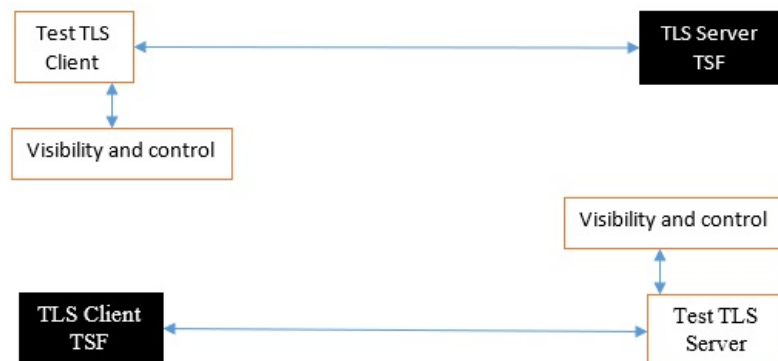 Test TLS
Client
TLS Server
TSF
Visibility and control
Visibility and control
TLS Client
TSF
Test TLS
Server